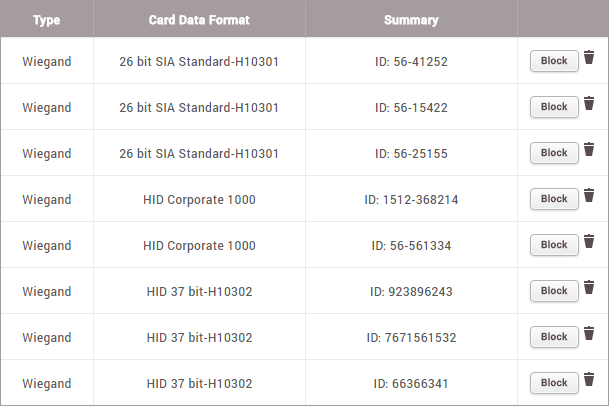 Type Card Data Format Summary
Wiegand 26 bit SIA Standard-H10301 ID: 56-41252 Block
Wiegand 26 bit SIA Standard-H10301 ID: 56-15422 Block
Wiegand 26 bit SIA Standard-H10301 ID: 56-25155 Block
Wiegand HID Corporate 1000 ID: 1512-368214 Block
Wiegand HID Corporate 1000 ID: 56-561334 Block
Wiegand HID 37 bit-H10302 ID: 923896243 Block
Wiegand HID 37 bit-H10302 ID: 7671561532 Block
Wiegand HID 37 bit-H10302 ID: 66366341 Block